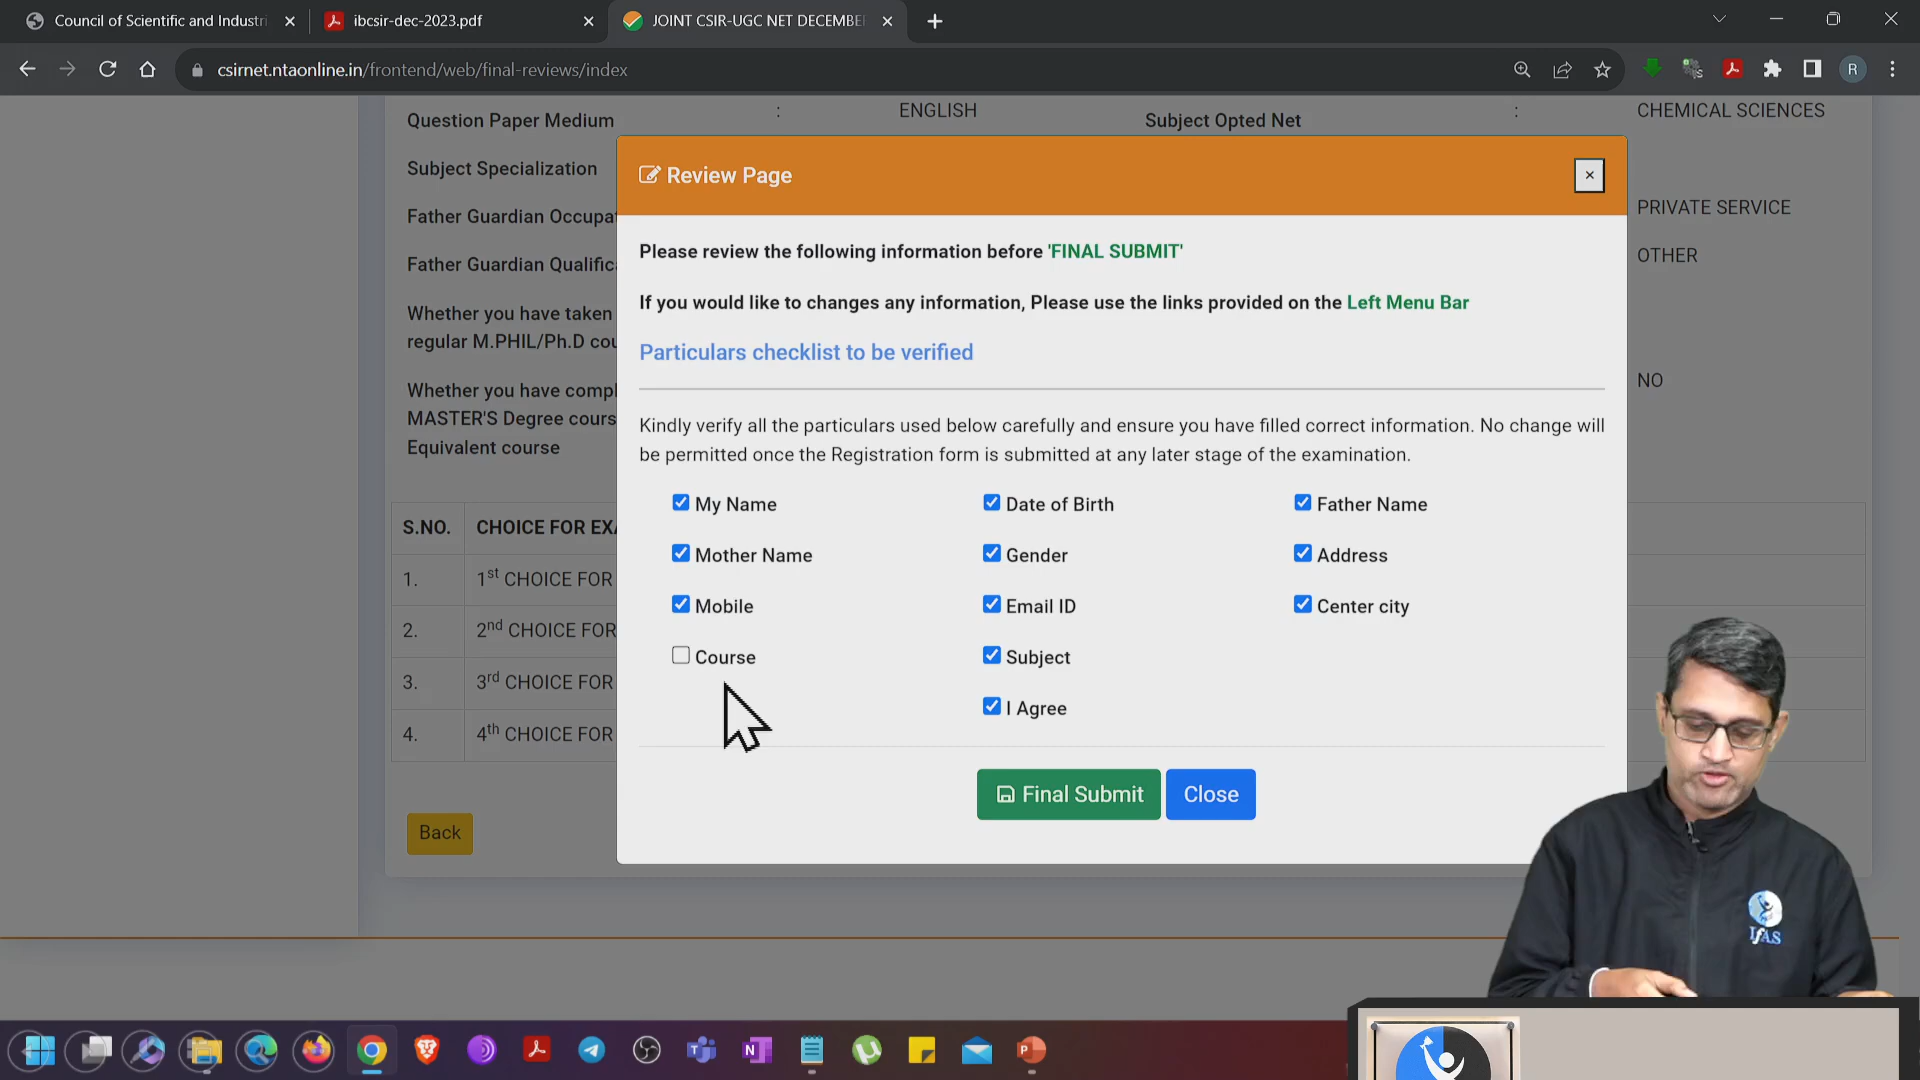 Council of Scientific and Industri
ibcsir-dec-2023.pdf
JOINT CSIR-UGC NET DECEMBE
csirnet.ntaonline.in/frontend/web/final-reviews/index
R
Question Paper Medium : ENGLISH Subject Opted Net : CHEMICAL SCIENCES
Subject Specialization
Father Guardian Occupat PRIVATE SERVICE
Father Guardian Qualific OTHER
Whether you have taken
regular M.PHIL/Ph.D cou
Whether you have compl NO
MASTER'S Degree cours
Equivalent course
S.NO. CHOICE FOR EXA
1. 1st CHOICE FOR
2. 2nd CHOICE FOR
3. 3rd CHOICE FOR
4. 4th CHOICE FOR
Back
Review Page ×
Please review the following information before 'FINAL SUBMIT'
If you would like to changes any information, Please use the links provided on the Left Menu Bar
Particulars checklist to be verified
Kindly verify all the particulars used below carefully and ensure you have filled correct information. No change will
be permitted once the Registration form is submitted at any later stage of the examination.
My Name Date of Birth Father Name
Mother Name Gender Address
Mobile Email ID Center city
Course Subject
I Agree
Final Submit Close
IFAS